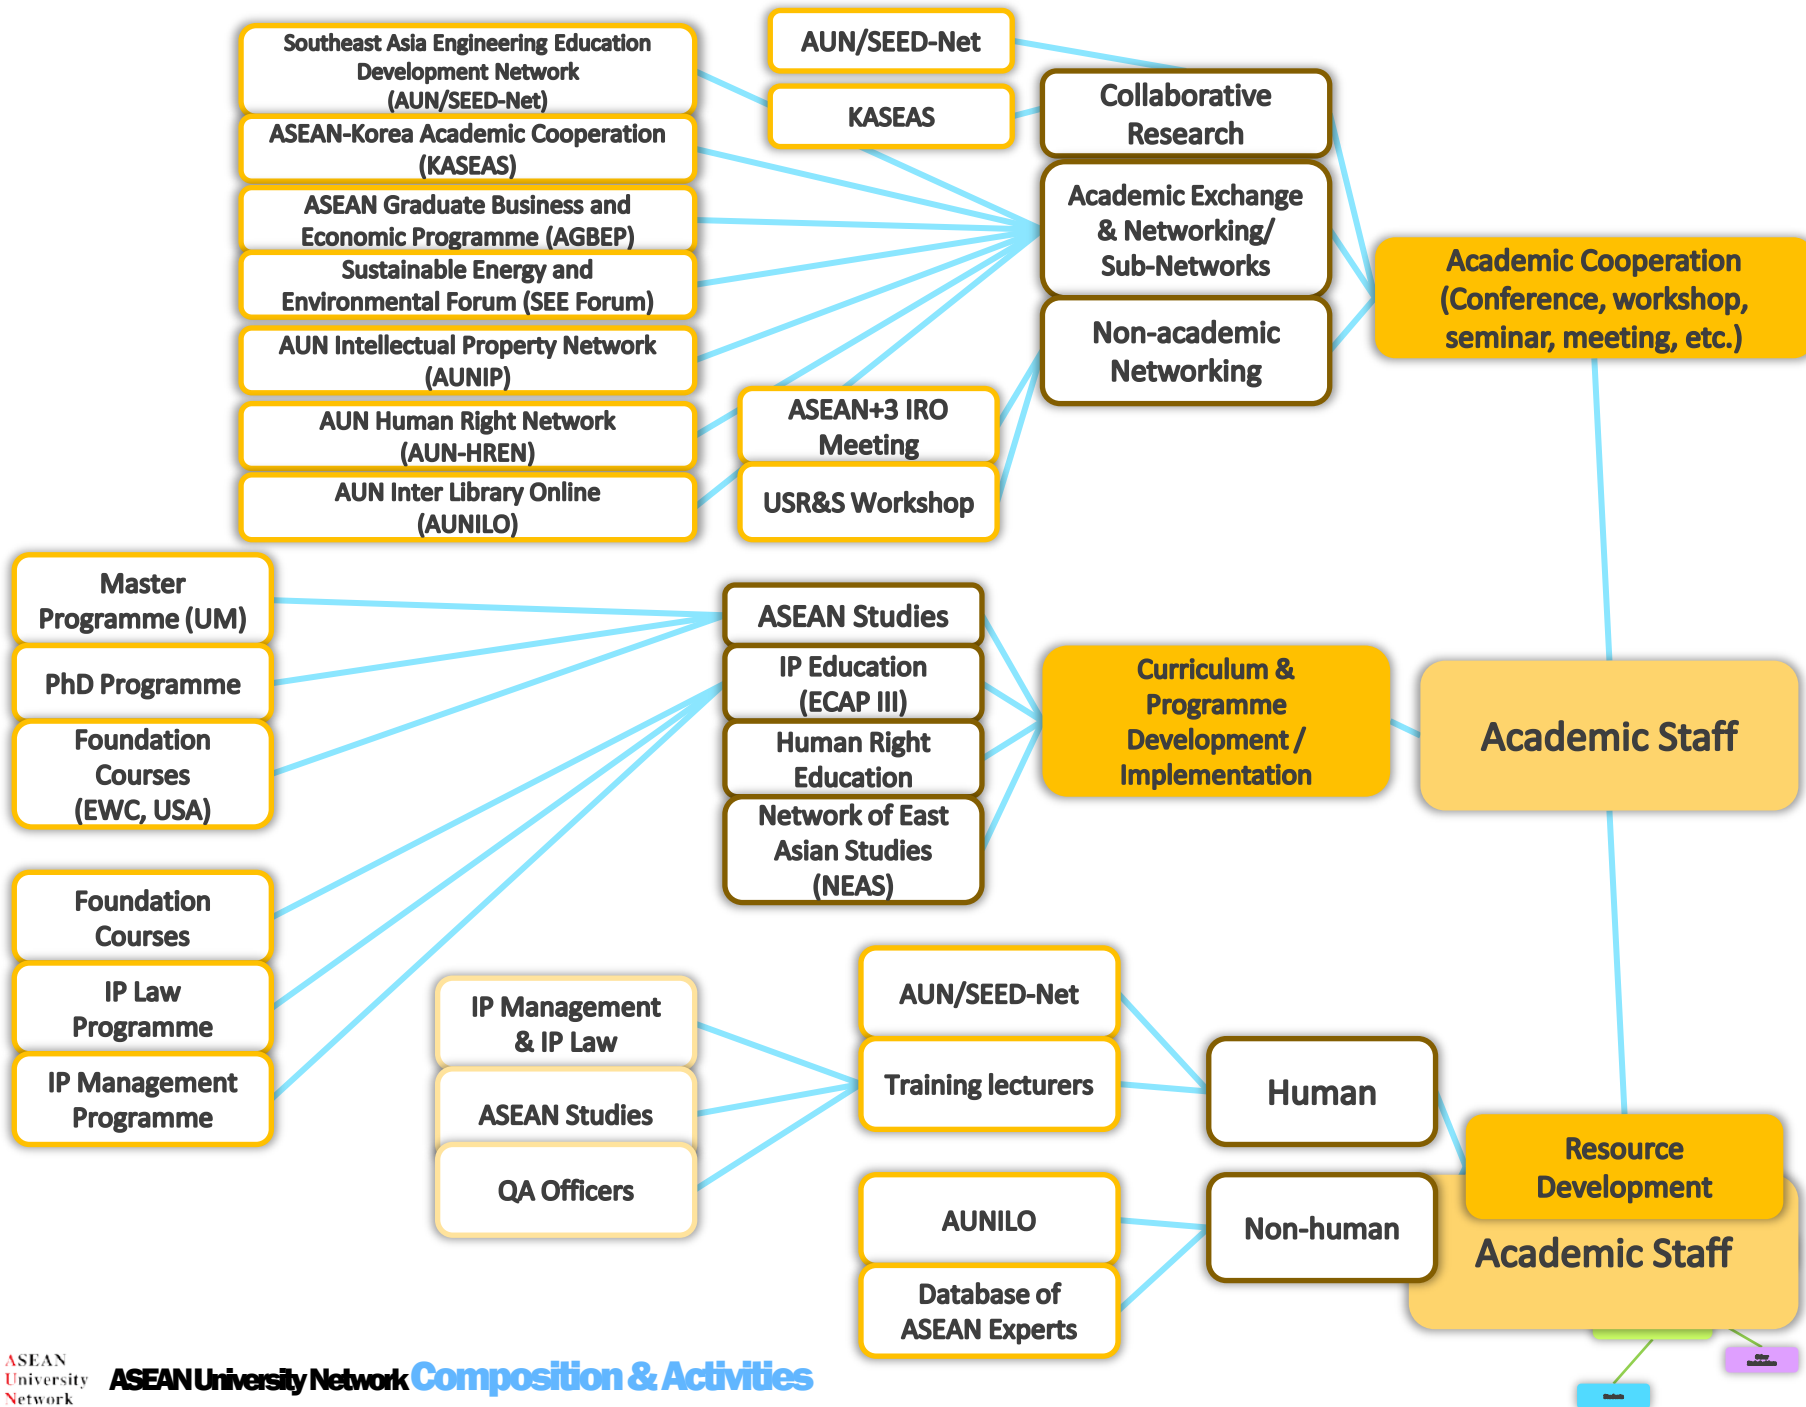 Southeast Asia Engineering Education
Development Network
(AUN/SEED-Net)
ASEAN-Korea Academic Cooperation
(KASEAS)
ASEAN Graduate Business and
Economic Programme (AGBEP)
Sustainable Energy and
Environmental Forum (SEE Forum)
AUN Intellectual Property Network
(AUNIP)
AUN Human Right Network
(AUN-HREN)
AUN Inter Library Online
(AUNILO)
AUN/SEED-Net
KASEAS
ASEAN+3 IRO
Meeting
USR&S Workshop
Collaborative
Research
Academic Exchange
& Networking/
Sub-Networks
Non-academic
Networking
Academic Cooperation
(Conference, workshop,
seminar, meeting, etc.)
Master
Programme (UM)
PhD Programme
Foundation
Courses
(EWC, USA)
Foundation
Courses
IP Law
Programme
IP Management
Programme
ASEAN Studies
IP Education
(ECAP III)
Human Right
Education
Network of East
Asian Studies
(NEAS)
Curriculum &
Programme
Development /
Implementation
Academic Staff
IP Management
& IP Law
ASEAN Studies
QA Officers
AUN/SEED-Net
Training lecturers
AUNILO
Database of
ASEAN Experts
Human
Non-human
Resource
Development
Academic Staff
ASEAN
University
Network
ASEAN University Network Composition & Activities